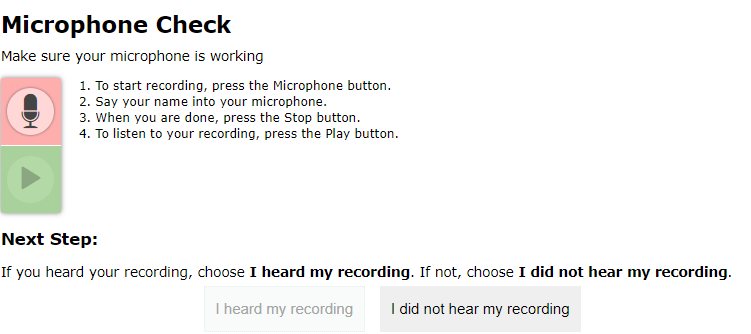 Microphone Check
Make sure your microphone is working
1. To start recording, press the Microphone button.
2. Say your name into your microphone.
3. When you are done, press the Stop button.
4. To listen to your recording, press the Play button.
Next Step:
If you heard your recording, choose I heard my recording. If not, choose I did not hear my recording.
I heard my recording
I did not hear my recording